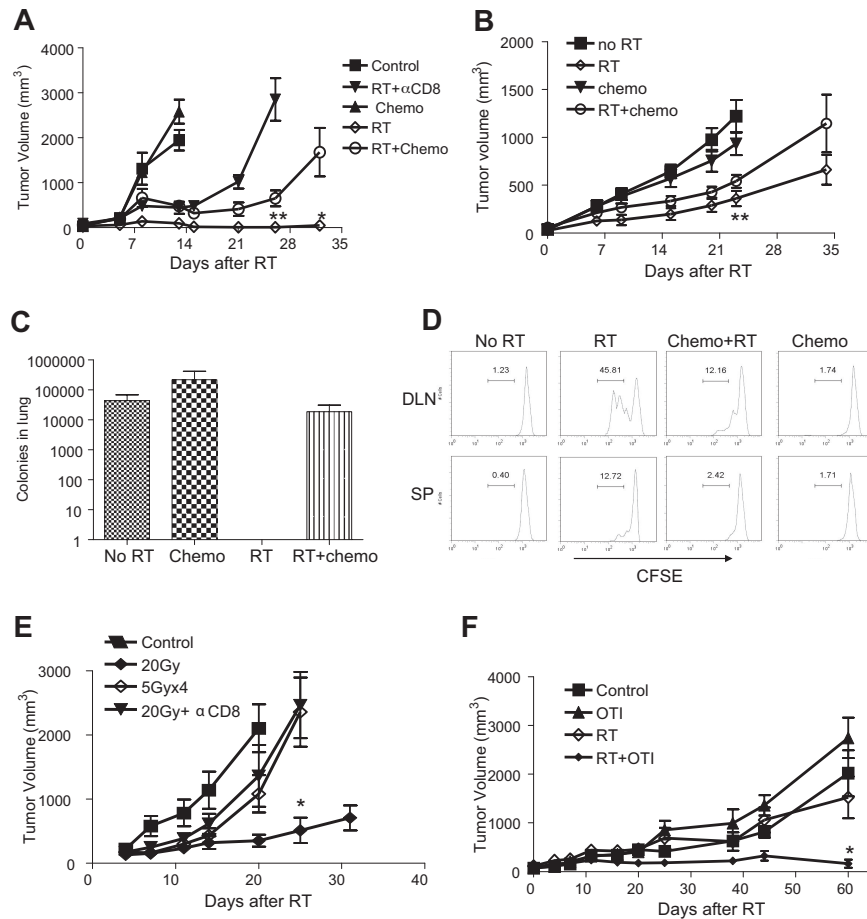 A
Tumor Volume (mm³)
4000
3000
2000
1000
0
0 7 14 21 28 35
Days after RT
Control
RT+αCD8
Chemo
RT
RT+Chemo
** *
B
Tumor volume (mm³)
2000
1500
1000
500
0
0 7 14 21 28 35
Days after RT
no RT
RT
chemo
RT+chemo
**
C
Colonies in lung
1000000
100000
10000
1000
100
10
1
No RT Chemo RT RT+chemo
D
No RT RT Chemo+RT Chemo
DLN
# Cells
1.23 45.81 12.16 1.74
SP
# Cells
0.40 12.72 2.42 1.71
CFSE
E
Tumor Volume (mm³)
3000
2000
1000
0
0 10 20 30 40
Days after RT
Control
20Gy
5Gyx4
20Gy+ αCD8
*
F
Tumor Volume (mm³)
4000
3000
2000
1000
0
0 10 20 30 40 50 60
Days after RT
Control
OTI
RT
RT+OTI
*